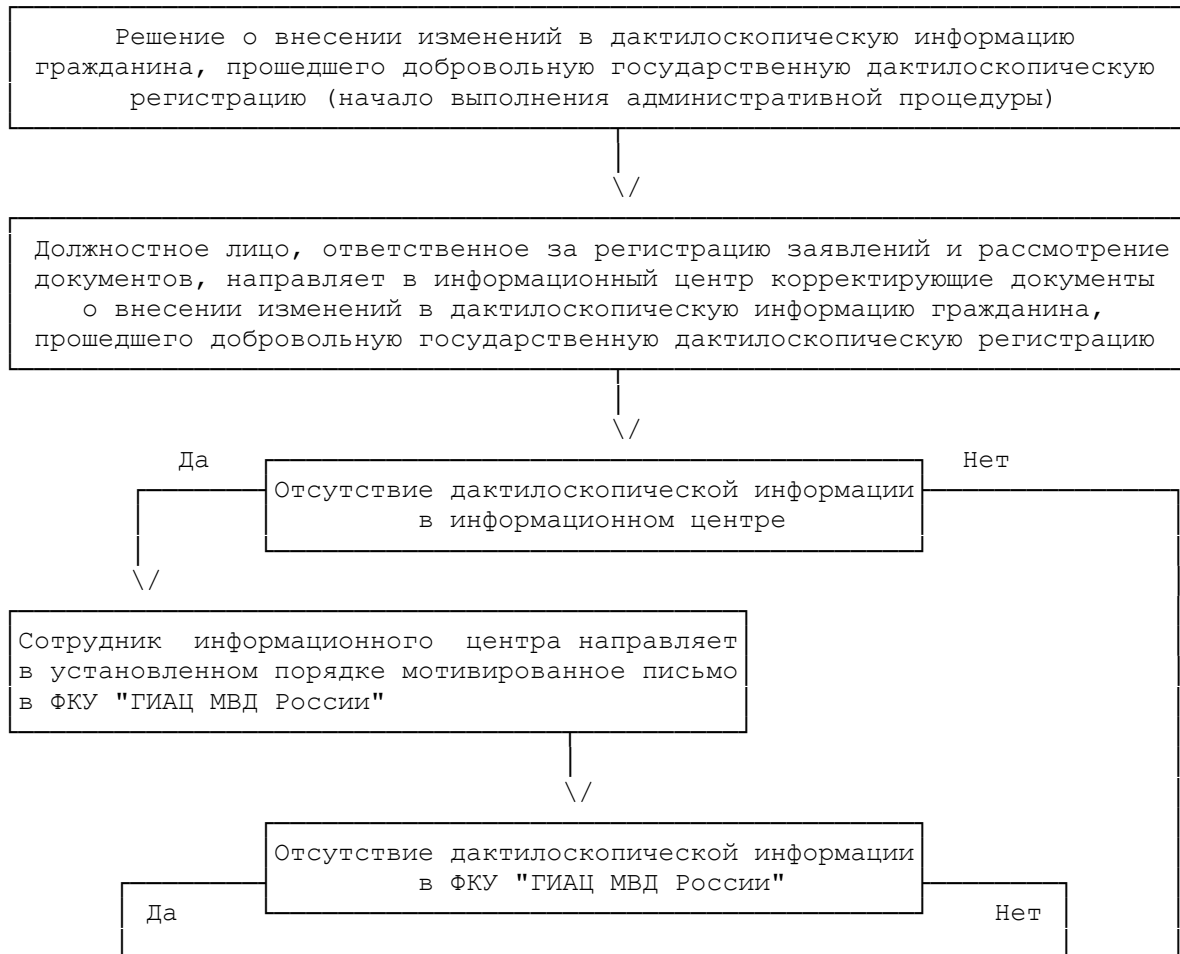 Решение о внесении изменений в дактилоскопическую информацию
гражданина, прошедшего добровольную государственную дактилоскопическую
регистрацию (начало выполнения административной процедуры)
\/
Должностное лицо, ответственное за регистрацию заявлений и рассмотрение
документов, направляет в информационный центр корректирующие документы
о внесении изменений в дактилоскопическую информацию гражданина,
прошедшего добровольную государственную дактилоскопическую регистрацию
\/
Да Нет
Отсутствие дактилоскопической информации
в информационном центре
\/
Сотрудник информационного центра направляет
в установленном порядке мотивированное письмо
в ФКУ "ГИАЦ МВД России"
\/
Отсутствие дактилоскопической информации
в ФКУ "ГИАЦ МВД России"
Да Нет